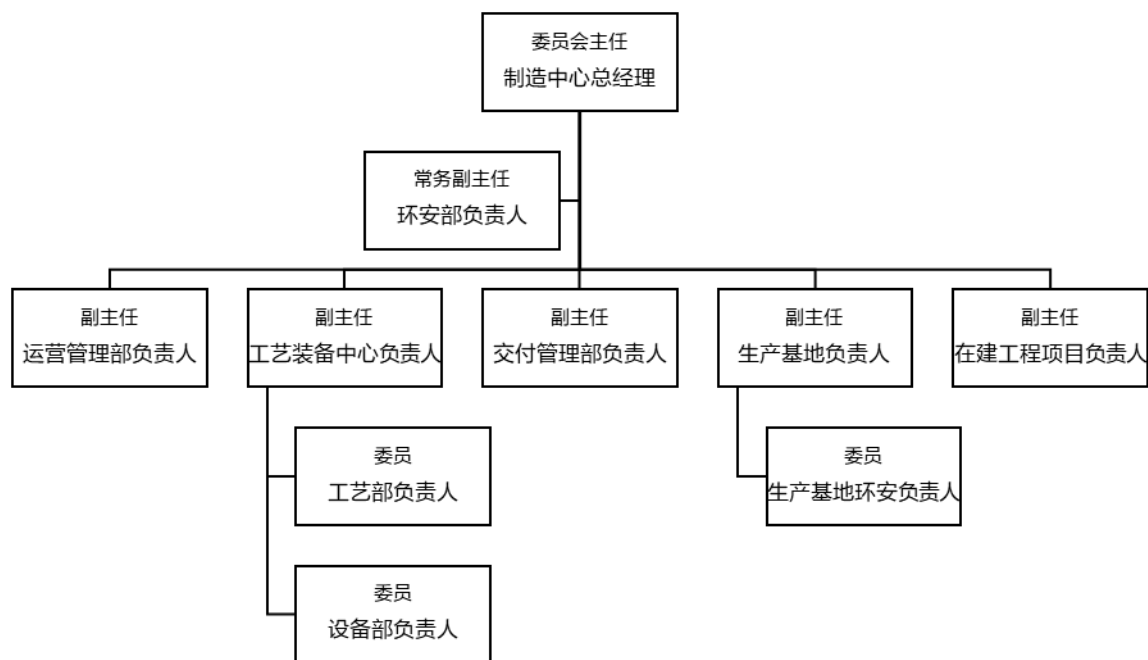 委员会主任
制造中心总经理
常务副主任
环安部负责人
副主任
运营管理部负责人
副主任
工艺装备中心负责人
副主任
交付管理部负责人
副主任
生产基地负责人
副主任
在建工程项目负责人
委员
工艺部负责人
委员
生产基地环安负责人
委员
设备部负责人